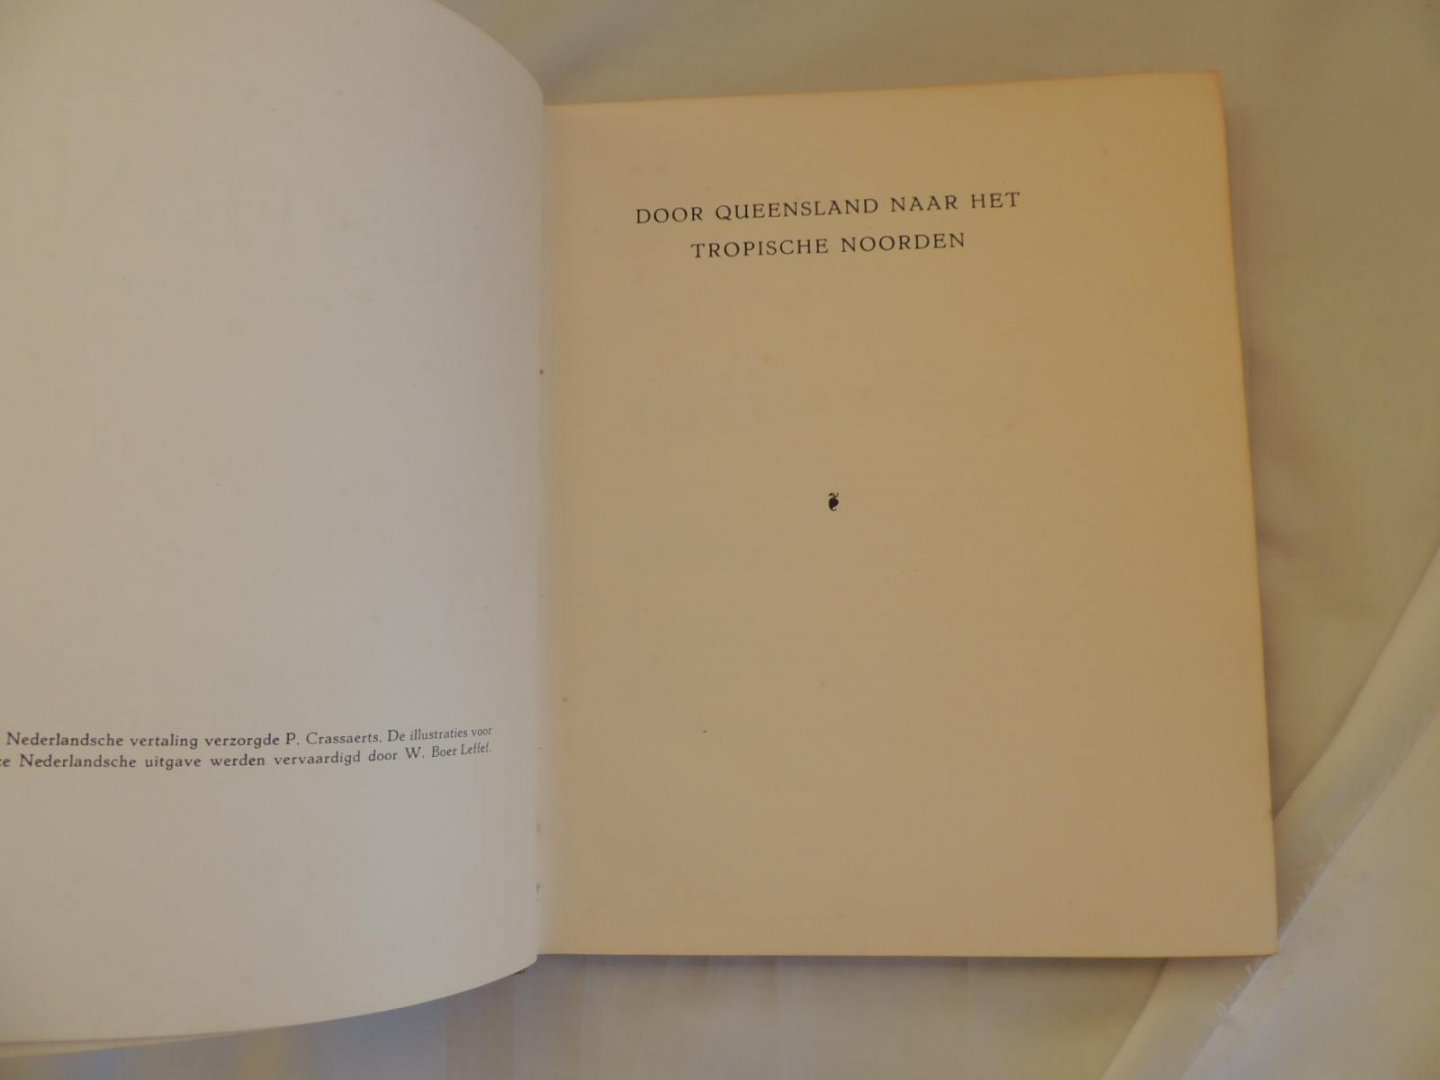 Nederlandsche vertaling verzorgde P. Crassaerts. De illustraties voor
Nederlandsche uitgave werden vervaardigd door W. Boer Leffef.
DOOR QUEENSLAND NAAR HET
TROPISCHE NOORDEN